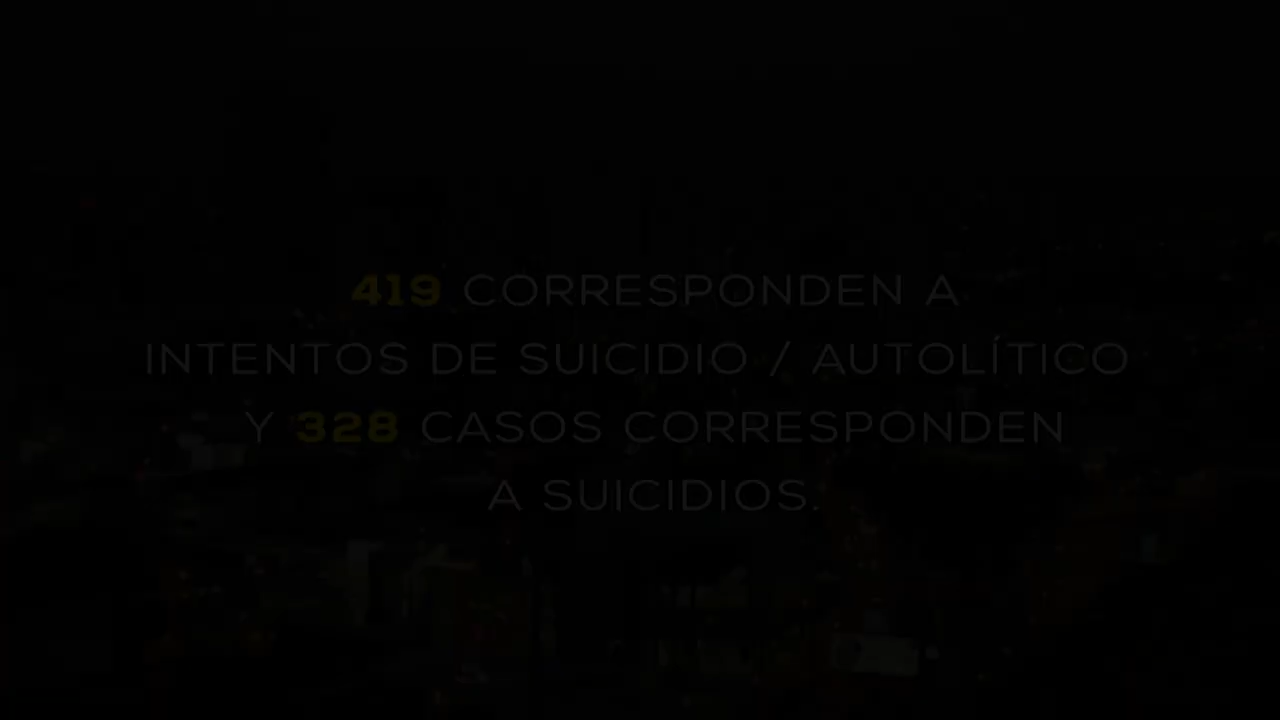 419 CORRESPONDEN A
INTENTOS DE SUICIDIO / AUTOLÍTICO
Y 328 CASOS CORRESPONDEN
A SUICIDIOS.